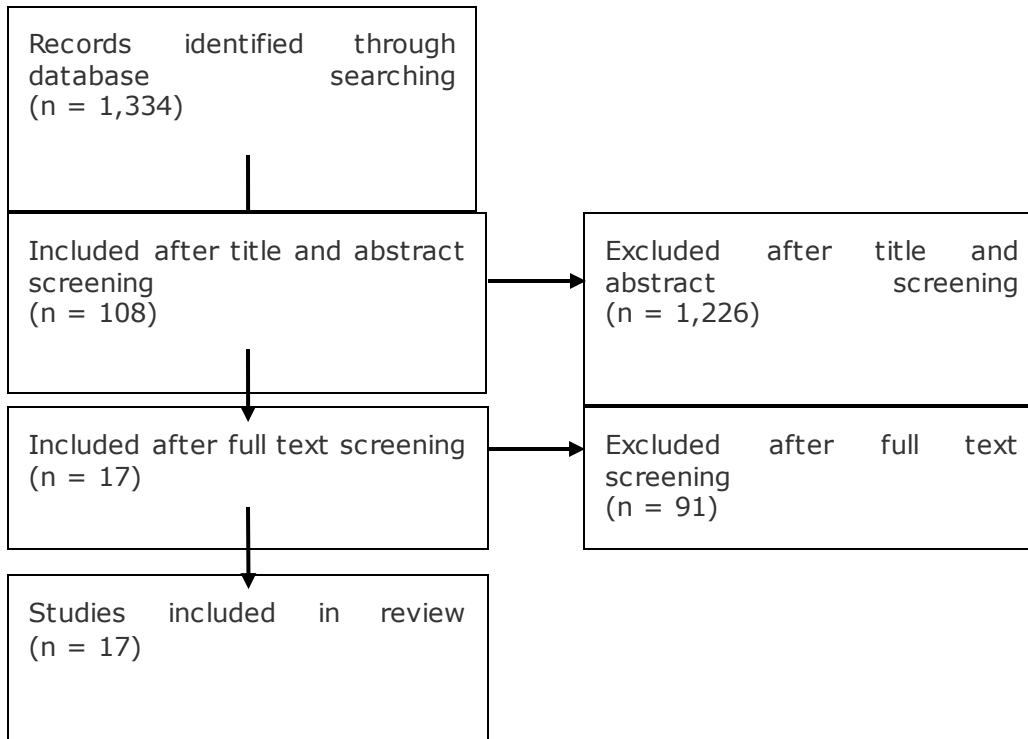 Records identified through
database searching
(n = 1,334)
Included after title and abstract
screening
(n = 108)
Excluded after title and
abstract screening
(n = 1,226)
Included after full text screening
(n = 17)
Excluded after full text
screening
(n = 91)
Studies included in review
(n = 17)